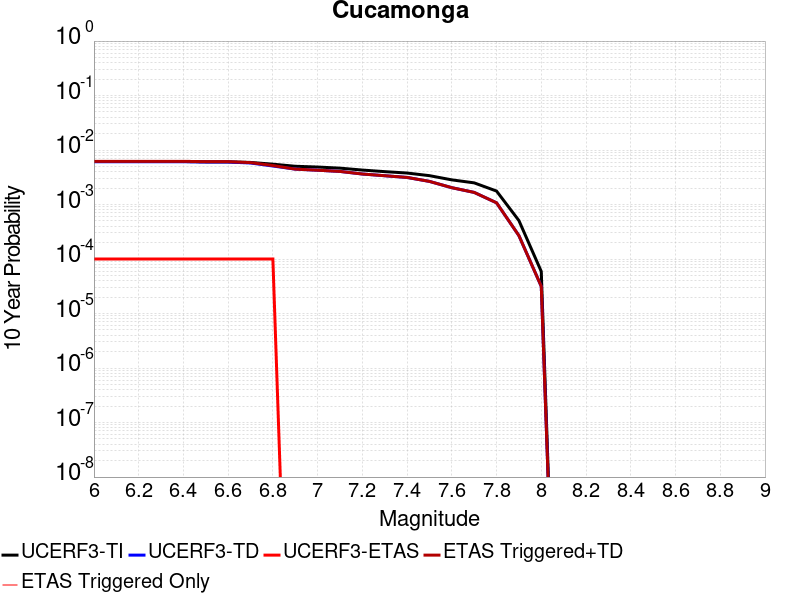 Cucamonga
10 Year Probability
10^0
10^-1
10^-2
10^-3
10^-4
10^-5
10^-6
10^-7
10^-8
6 6.2 6.4 6.6 6.8 7 7.2 7.4 7.6 7.8 8 8.2 8.4 8.6 8.8 9
Magnitude
UCERF3-TI UCERF3-TD UCERF3-ETAS ETAS Triggered+TD
ETAS Triggered Only